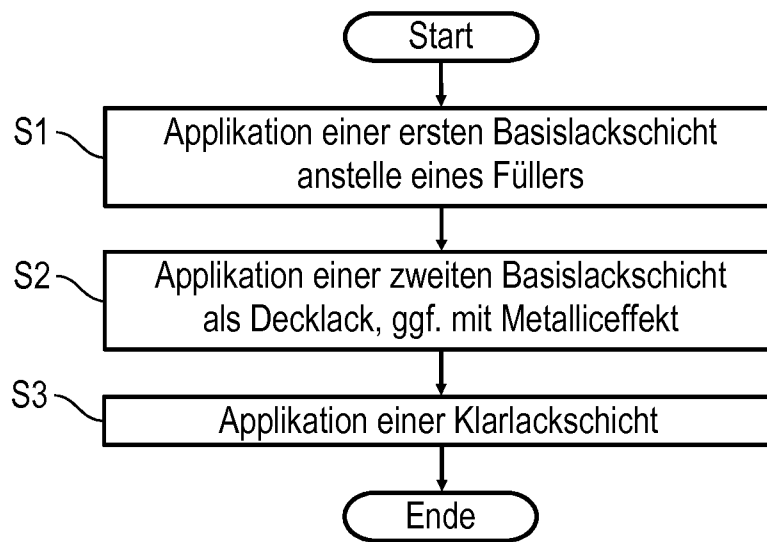 Start
S1
Applikation einer ersten Basislackschicht
anstelle eines Füllers
S2
Applikation einer zweiten Basislackschicht
als Decklack, ggf. mit Metalliceffekt
S3
Applikation einer Klarlackschicht
Ende